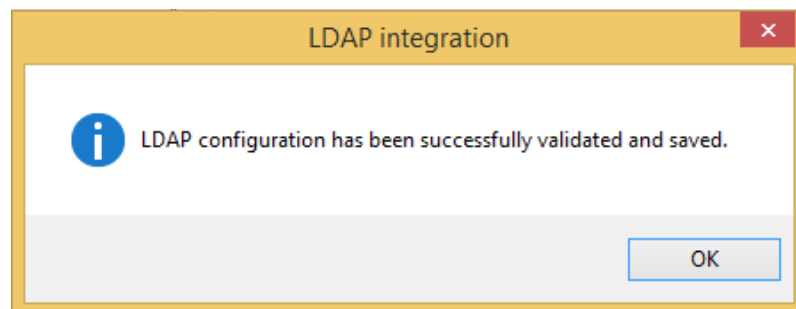 LDAP integration
LDAP configuration has been successfully validated and saved.
OK